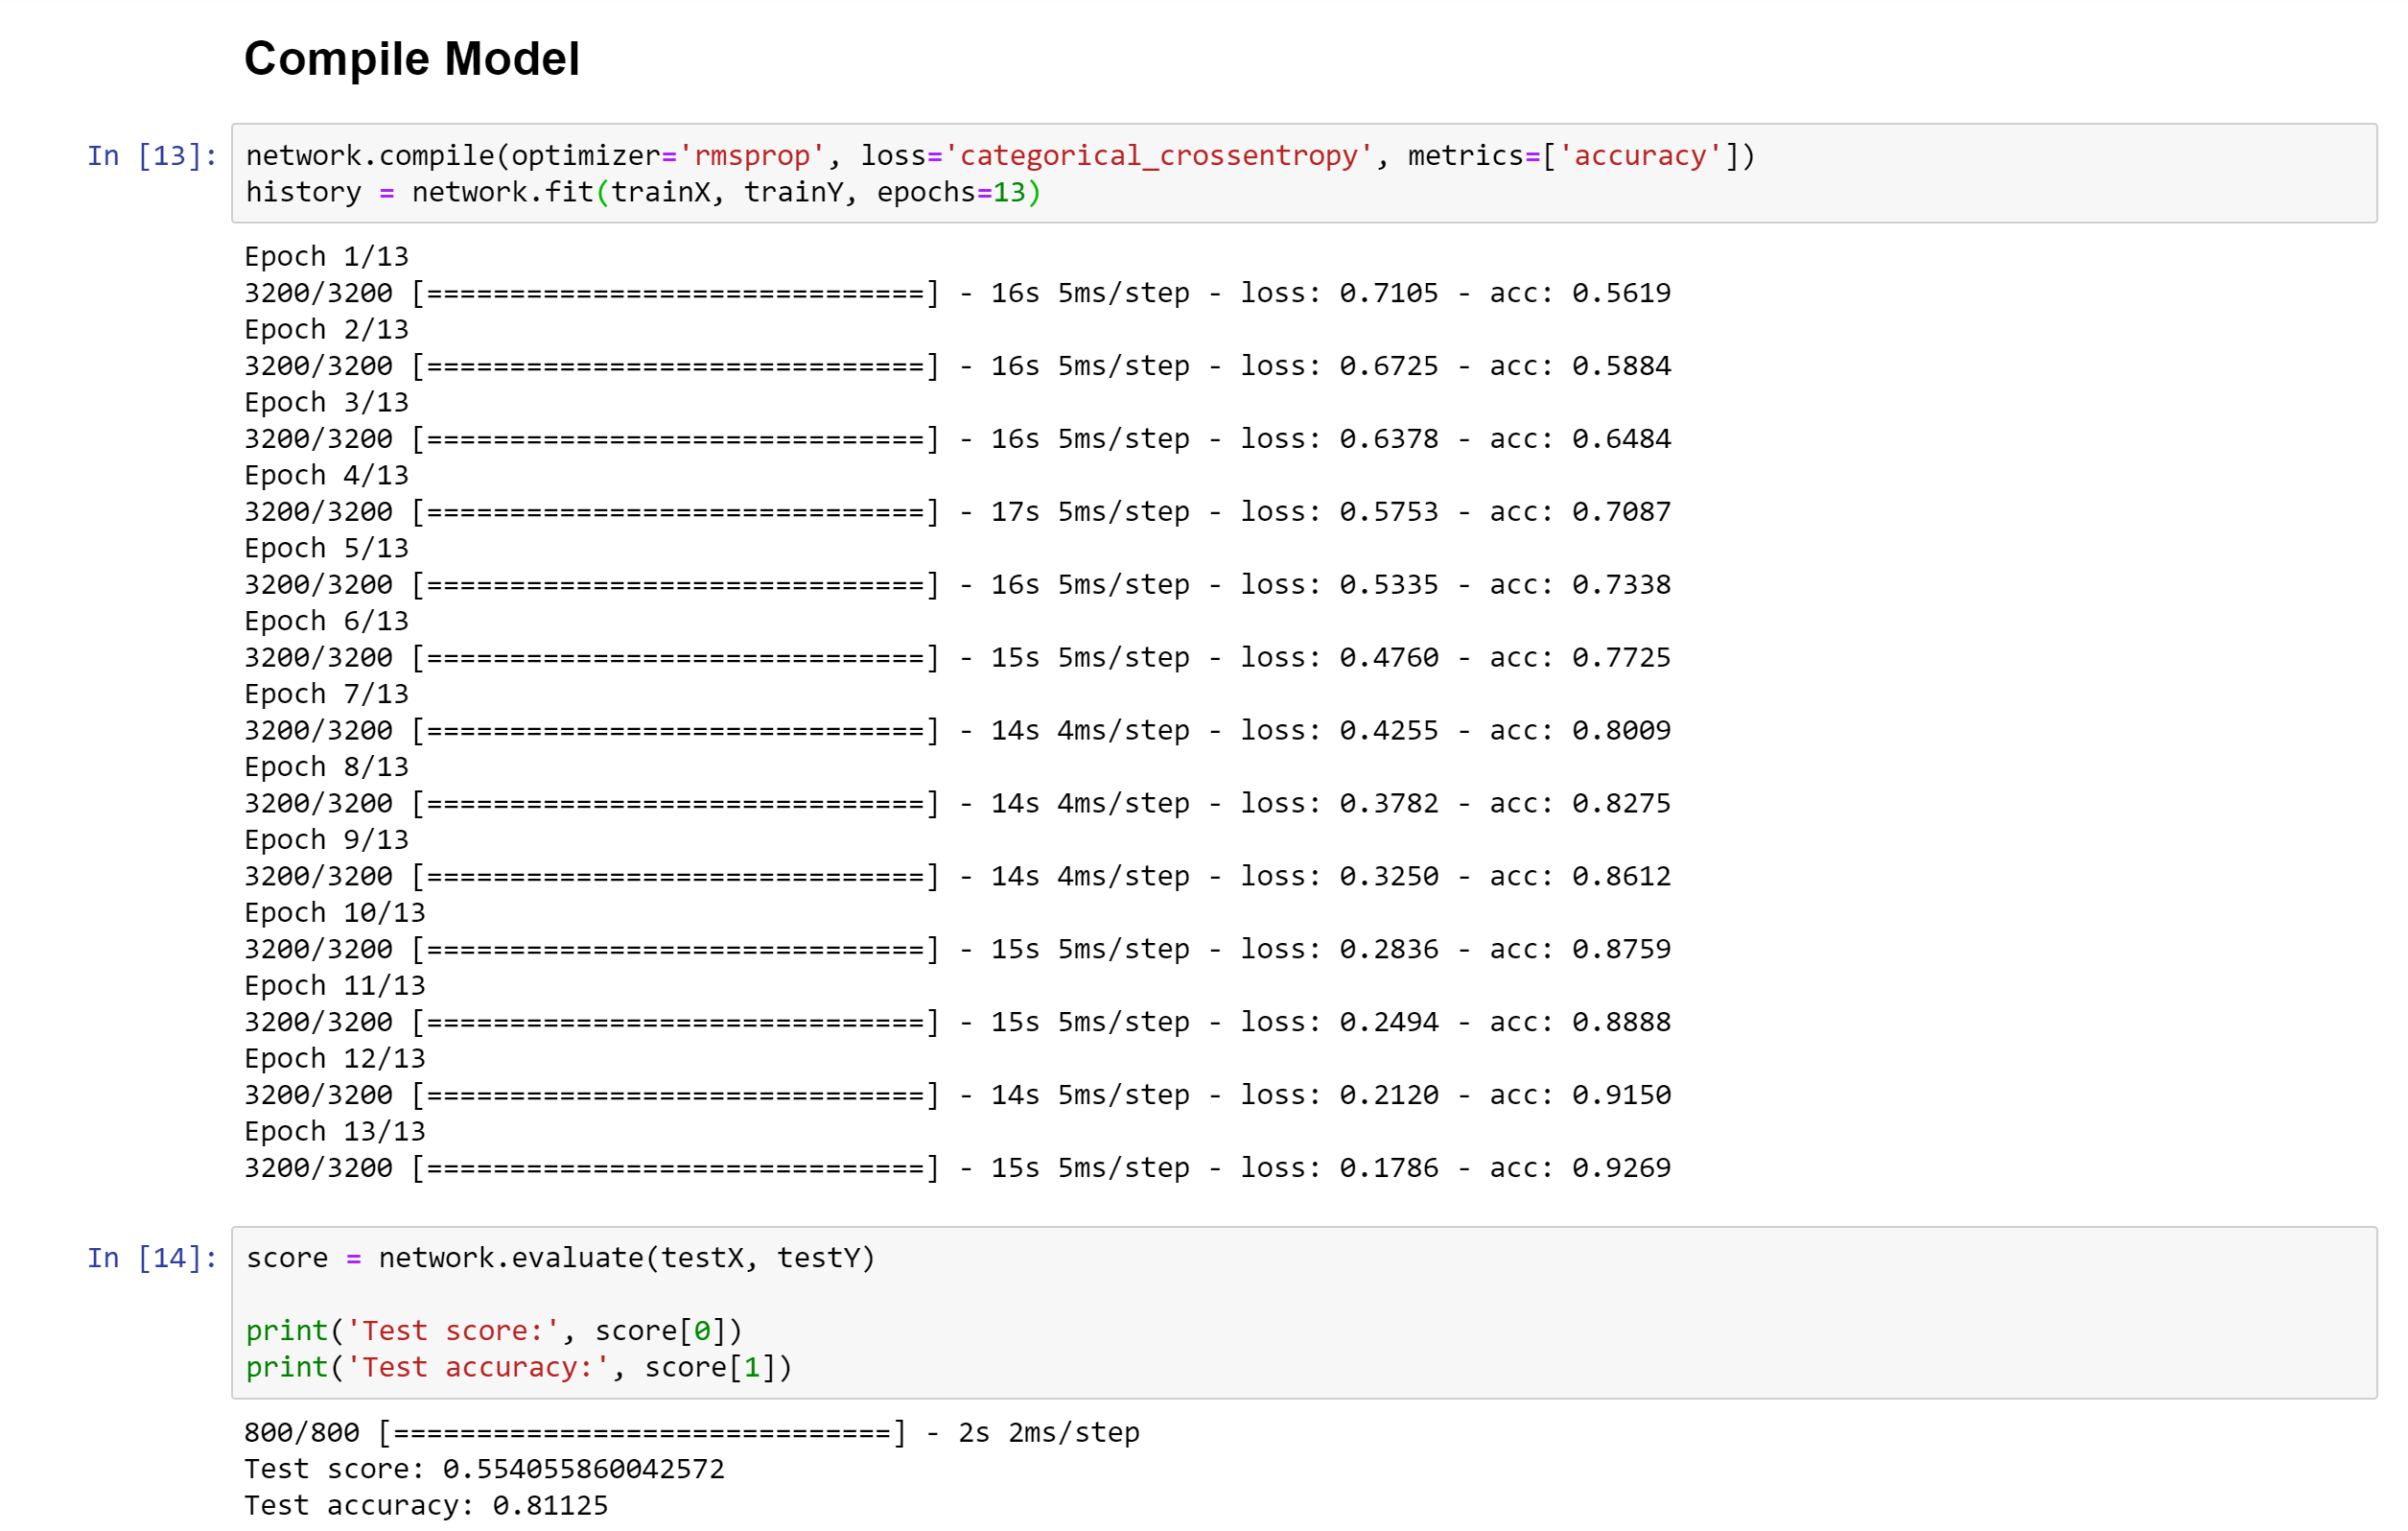 Compile Model
In [13]: network.compile(optimizer='rmsprop', loss='categorical_crossentropy', metrics=['accuracy'])
history = network.fit(trainX, trainY, epochs=13)
Epoch 1/13
3200/3200 [==============================] - 16s 5ms/step - loss: 0.7105 - acc: 0.5619
Epoch 2/13
3200/3200 [==============================] - 16s 5ms/step - loss: 0.6725 - acc: 0.5884
Epoch 3/13
3200/3200 [==============================] - 16s 5ms/step - loss: 0.6378 - acc: 0.6484
Epoch 4/13
3200/3200 [==============================] - 17s 5ms/step - loss: 0.5753 - acc: 0.7087
Epoch 5/13
3200/3200 [==============================] - 16s 5ms/step - loss: 0.5335 - acc: 0.7338
Epoch 6/13
3200/3200 [==============================] - 15s 5ms/step - loss: 0.4760 - acc: 0.7725
Epoch 7/13
3200/3200 [==============================] - 14s 4ms/step - loss: 0.4255 - acc: 0.8009
Epoch 8/13
3200/3200 [==============================] - 14s 4ms/step - loss: 0.3782 - acc: 0.8275
Epoch 9/13
3200/3200 [==============================] - 14s 4ms/step - loss: 0.3250 - acc: 0.8612
Epoch 10/13
3200/3200 [==============================] - 15s 5ms/step - loss: 0.2836 - acc: 0.8759
Epoch 11/13
3200/3200 [==============================] - 15s 5ms/step - loss: 0.2494 - acc: 0.8888
Epoch 12/13
3200/3200 [==============================] - 14s 5ms/step - loss: 0.2120 - acc: 0.9150
Epoch 13/13
3200/3200 [==============================] - 15s 5ms/step - loss: 0.1786 - acc: 0.9269
In [14]: score = network.evaluate(testX, testY)
print('Test score:', score[0])
print('Test accuracy:', score[1])
800/800 [==============================] - 2s 2ms/step
Test score: 0.554055860042572
Test accuracy: 0.81125